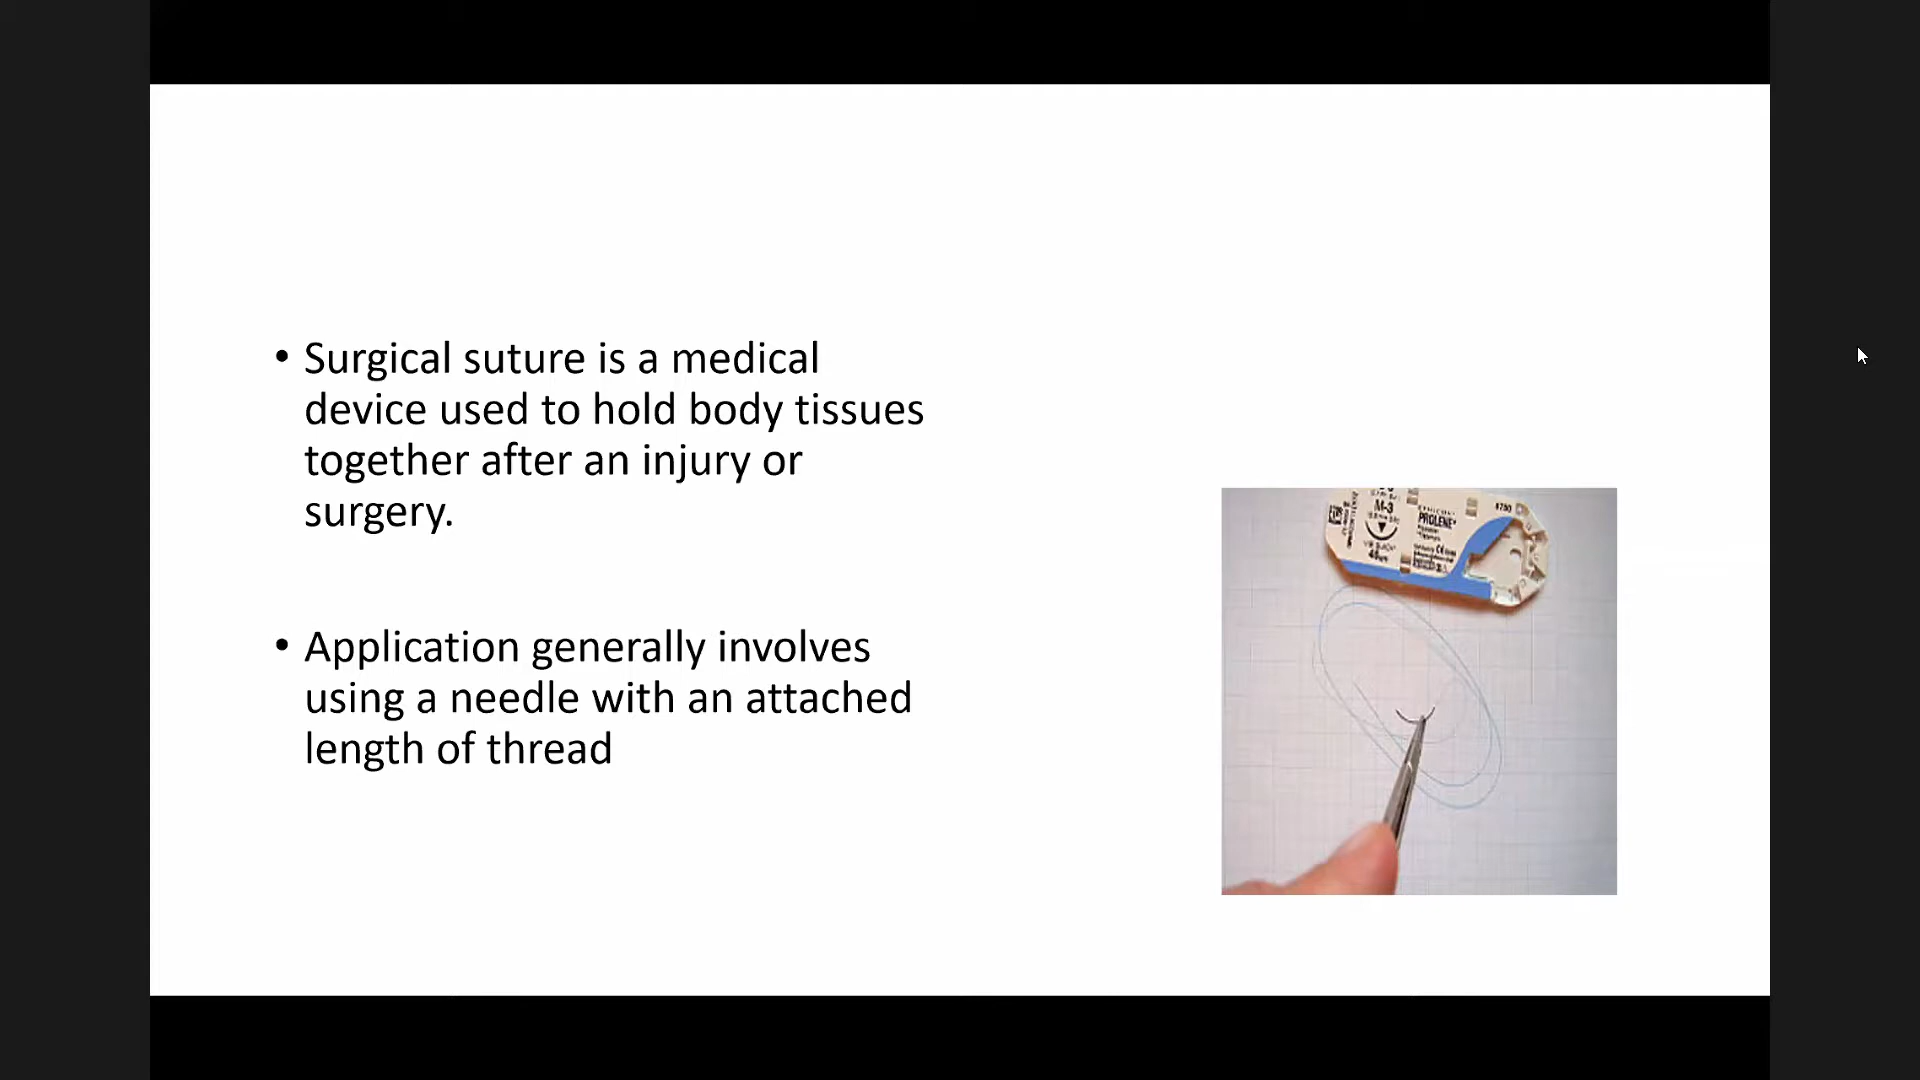 • Surgical suture is a medical
device used to hold body tissues
together after an injury or
surgery.
• Application generally involves
using a needle with an attached
length of thread
M-3
PROLENE